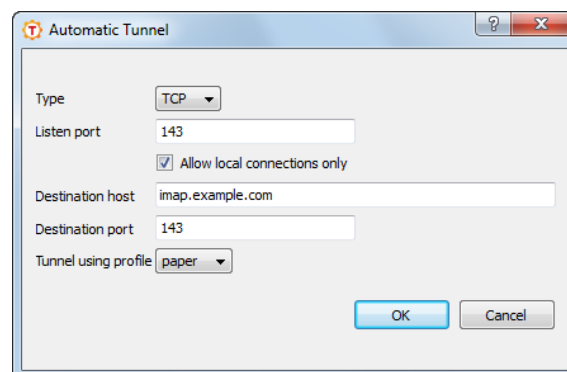 Automatic Tunnel
Type TCP
Listen port 143
Allow local connections only
Destination host imap.example.com
Destination port 143
Tunnel using profile paper
OK Cancel